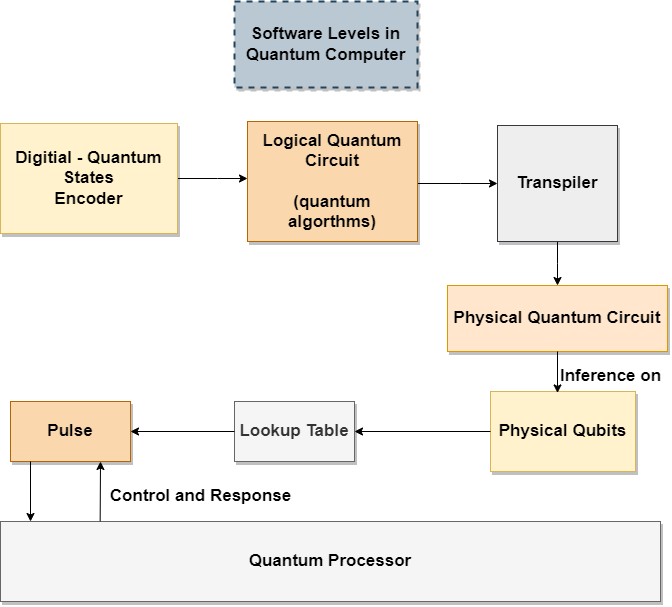 Software Levels in
Quantum Computer
Digitial - Quantum
States
Encoder
Logical Quantum
Circuit
(quantum
algorthms)
Transpiler
Physical Quantum Circuit
Inference on
Physical Qubits
Lookup Table
Pulse
Control and Response
Quantum Processor